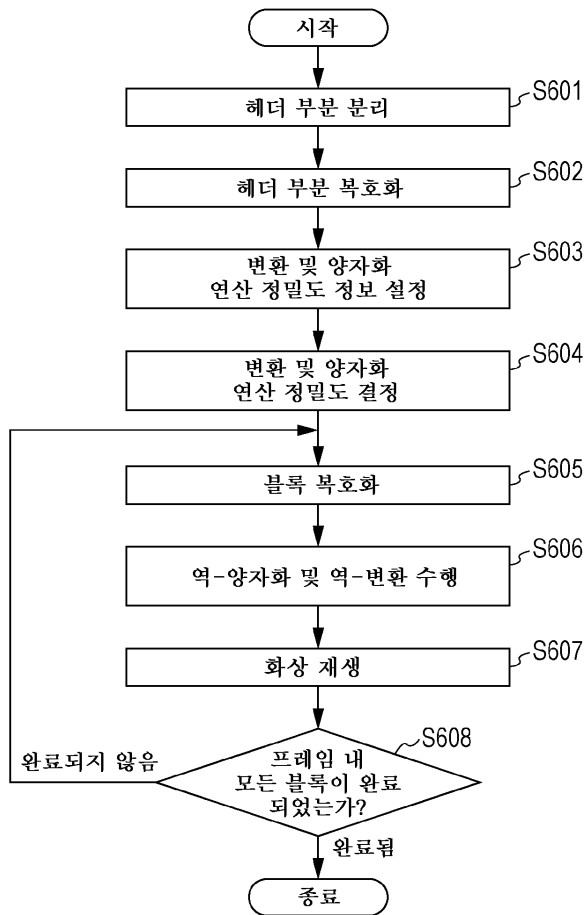 시작
S601
헤더 부분 분리
S602
헤더 부분 복호화
S603
변환 및 양자화
연산 정밀도 정보 설정
S604
변환 및 양자화
연산 정밀도 결정
S605
블록 복호화
S606
역-양자화 및 역-변환 수행
S607
화상 재생
S608
프레임 내
모든 블록이 완료
되었는가?
완료되지 않음
완료됨
종료